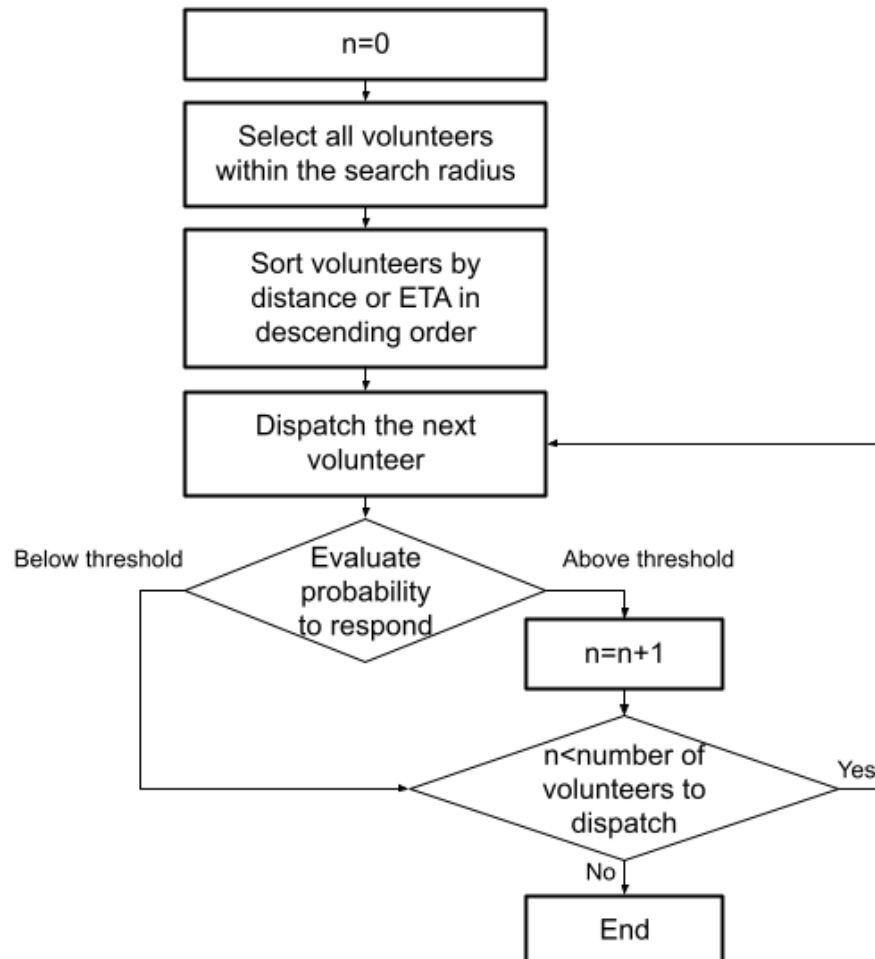 n=0
Select all volunteers
within the search radius
Sort volunteers by
distance or ETA in
descending order
Dispatch the next
volunteer
Below threshold
Evaluate
probability
to respond
Above threshold
n=n+1
n<number of
volunteers to
dispatch
Yes
No
End